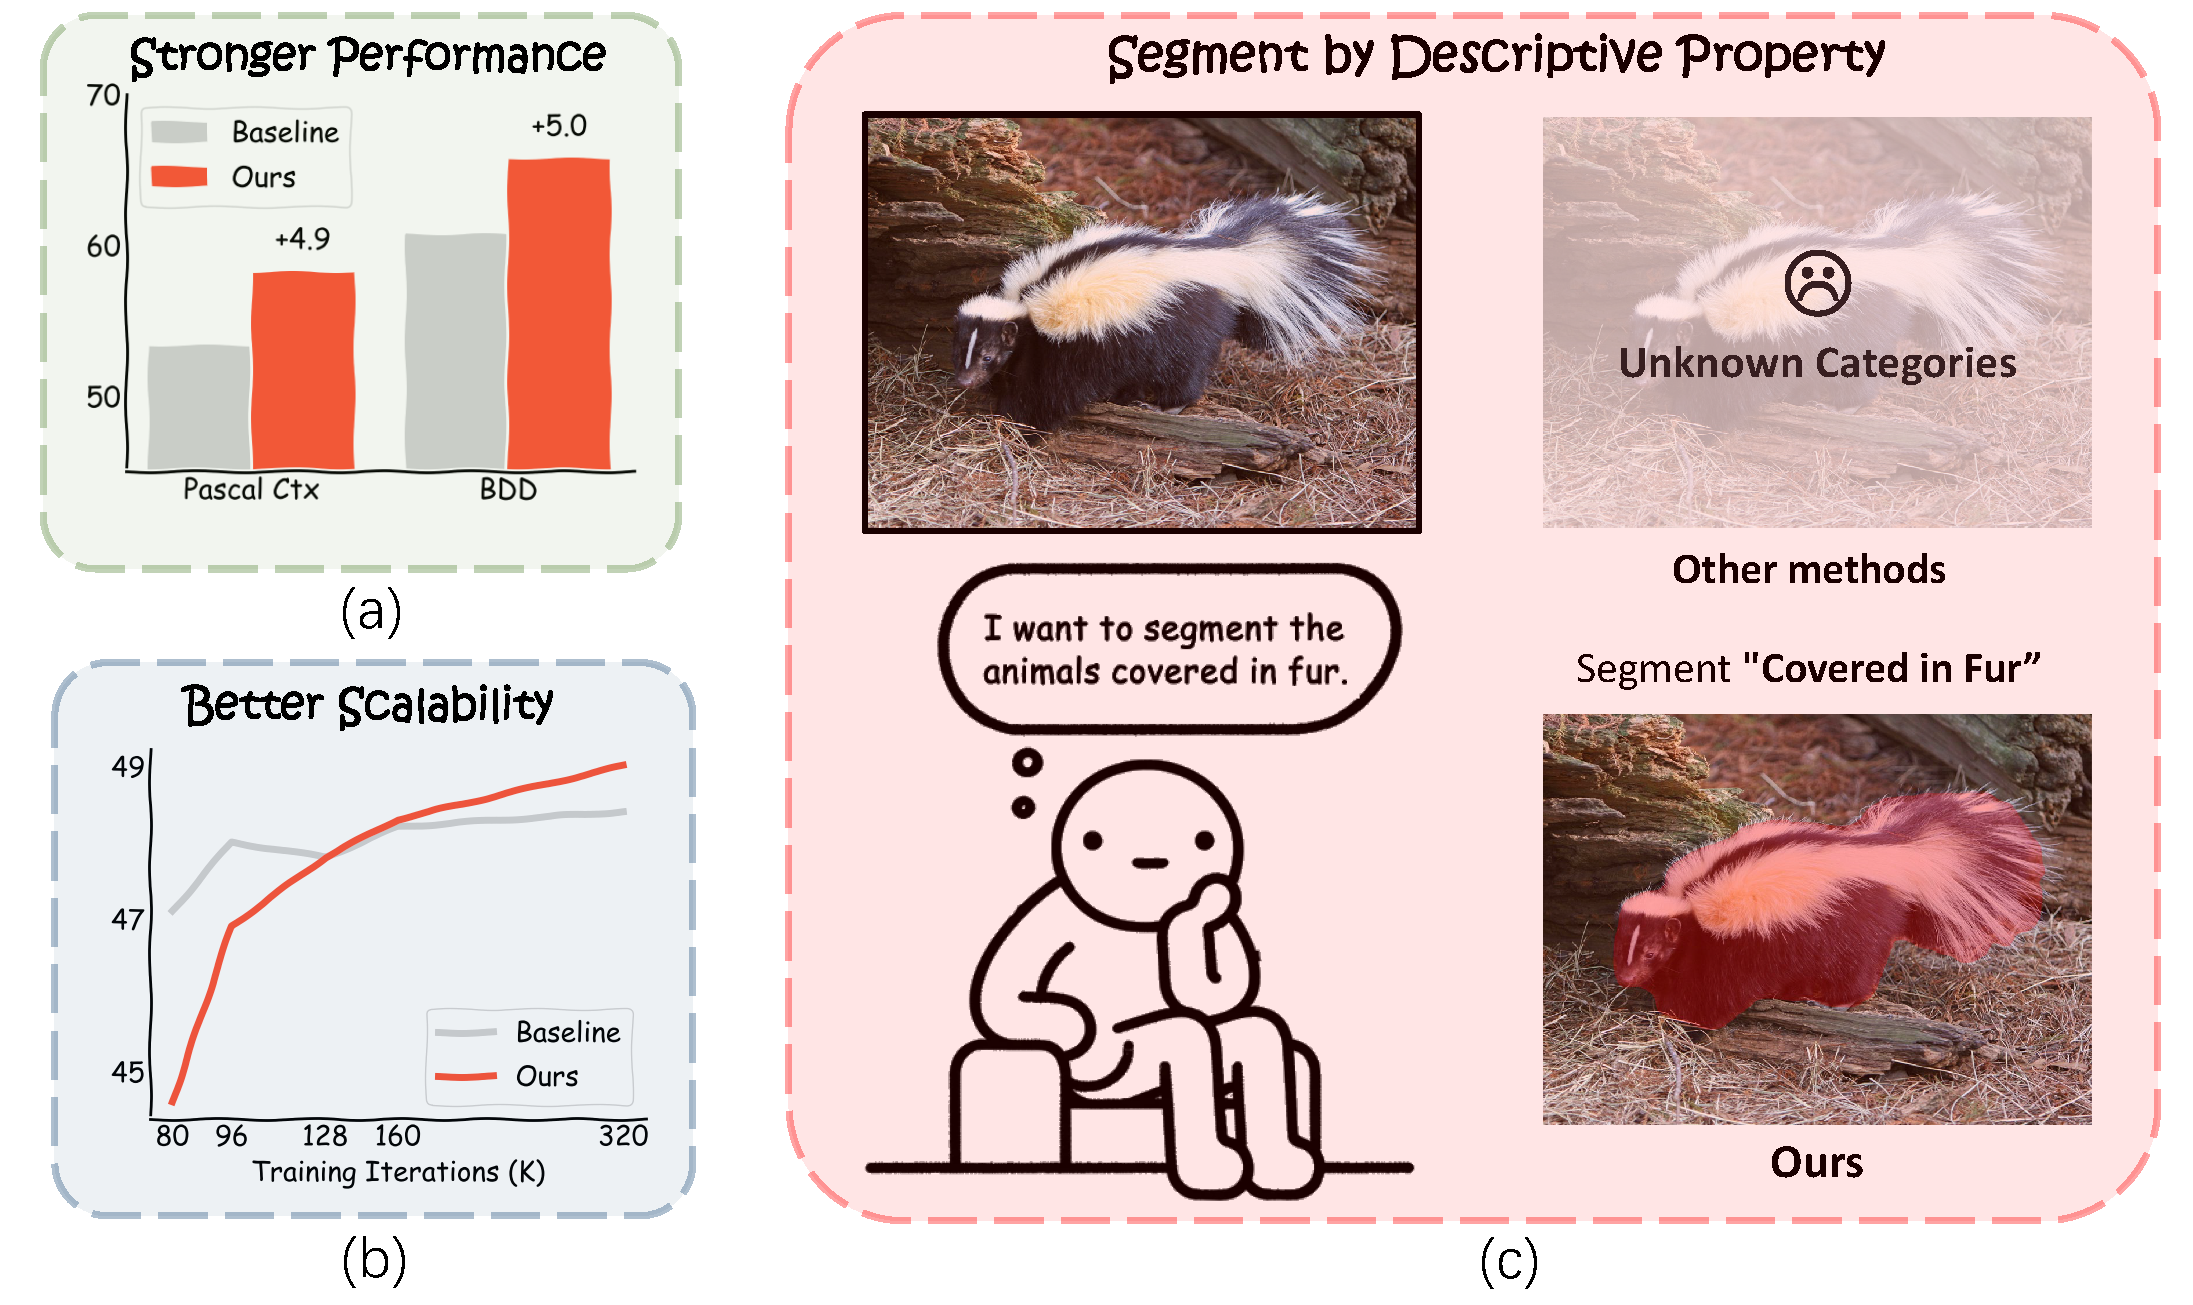 Stronger Performance
70
60
50
Baseline
Ours
+4.9
+5.0
Pascal Ctx
BDD
(a)
Better Scalability
49
47
45
Baseline
Ours
80 96 128 160 320
Training Iterations (K)
(b)
Segment by Descriptive Property
Unknown Categories
Other methods
I want to segment the
animals covered in fur.
Segment "Covered in Fur”
Ours
(c)